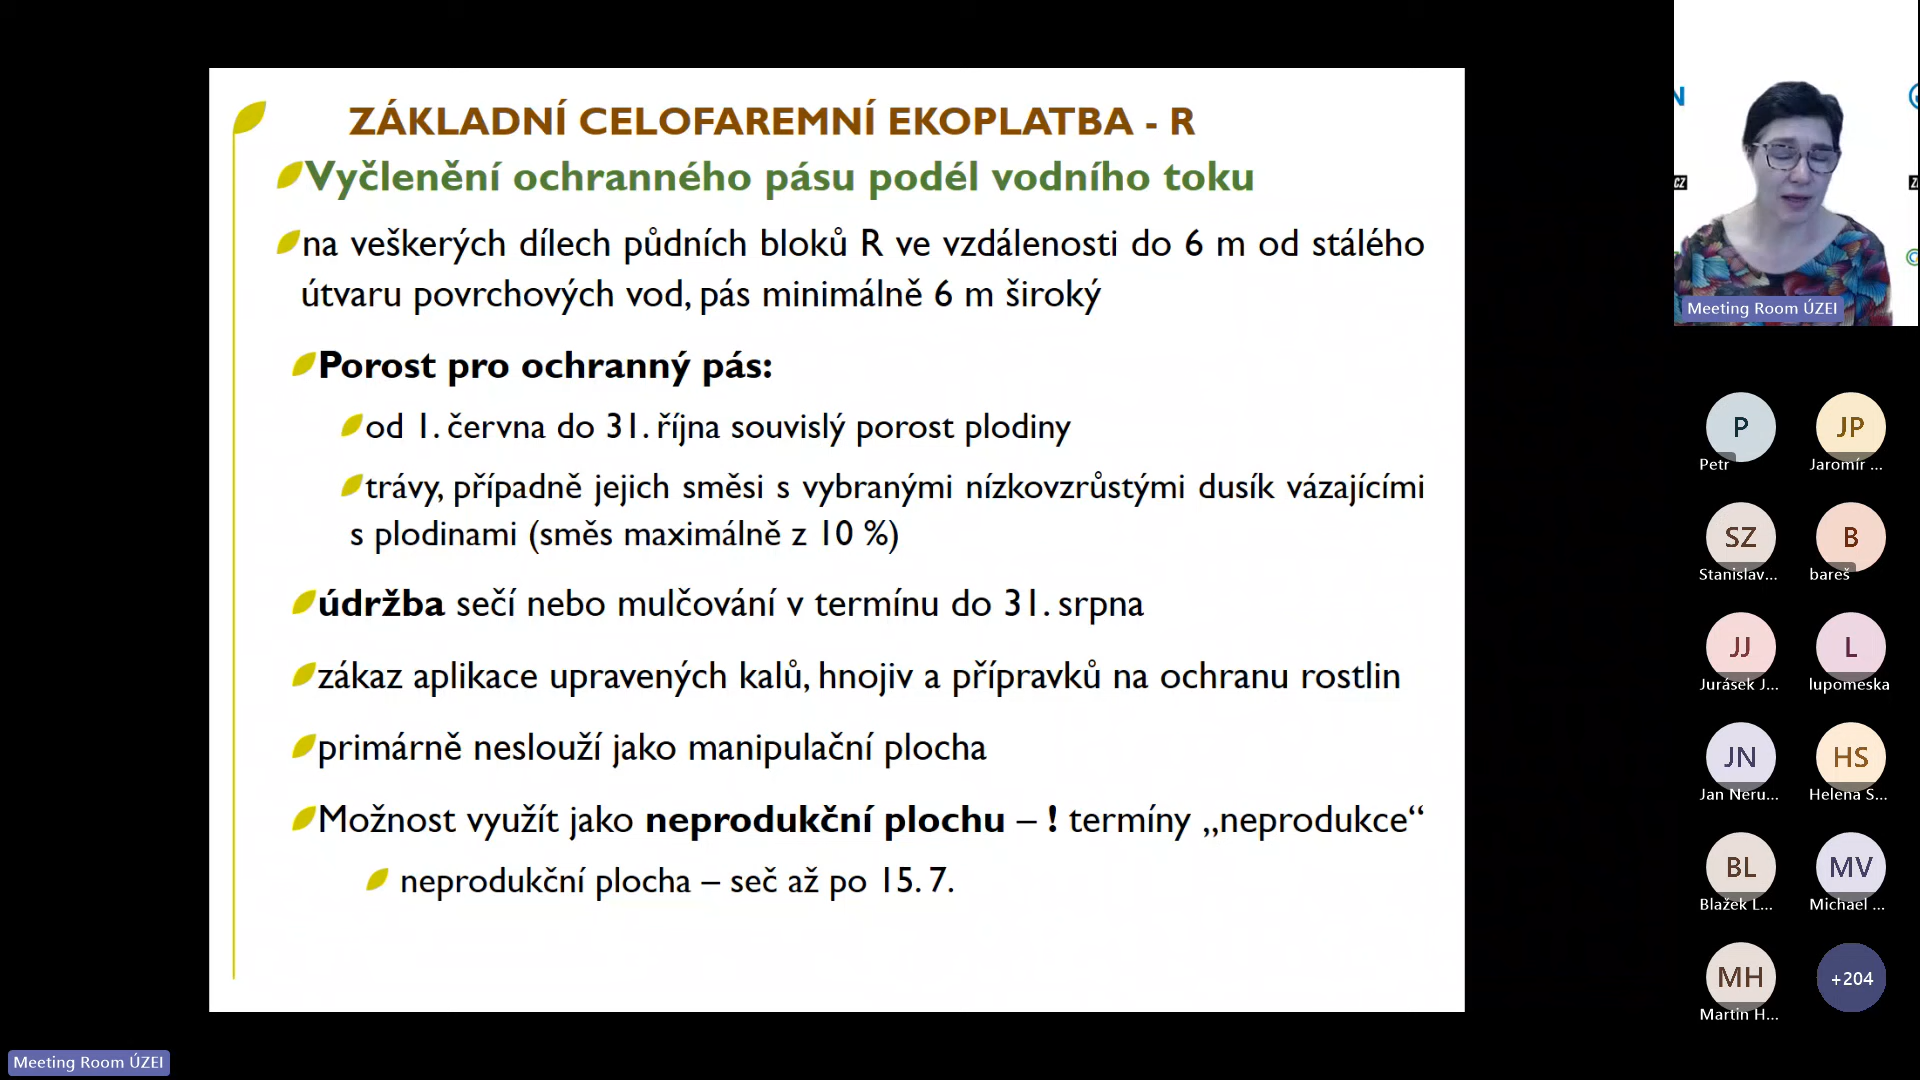 ZÁKLADNÍ CELOFAREMNÍ EKOPLATBA - R
Vyčlenění ochranného pásu podél vodního toku
na veškerých dílech půdních bloků R ve vzdálenosti do 6 m od stálého
útvaru povrchových vod, pás minimálně 6 m široký
Porost pro ochranný pás:
od 1. června do 31. října souvislý porost plodiny
trávy, případně jejich směsi s vybranými nízkovzrůstými dusík vázajícími
s plodinami (směs maximálně z 10 %)
údržba sečí nebo mulčování v termínu do 31. srpna
zákaz aplikace upravených kalů, hnojiv a přípravků na ochranu rostlin
primárně neslouží jako manipulační plocha
Možnost využít jako neprodukční plochu – ! termíny „neprodukce“
neprodukční plocha – seč až po 15. 7.
Meeting Room ÚZEI
P
Petr
JP
Jaromír ...
SZ
Stanislav...
B
bareš
JJ
Jurásek J...
L
lupomeska
JN
Jan Neru...
HS
Helena S...
BL
Blažek L...
MV
Michael ...
MH
Martin H...
+204
Meeting Room ÚZEI